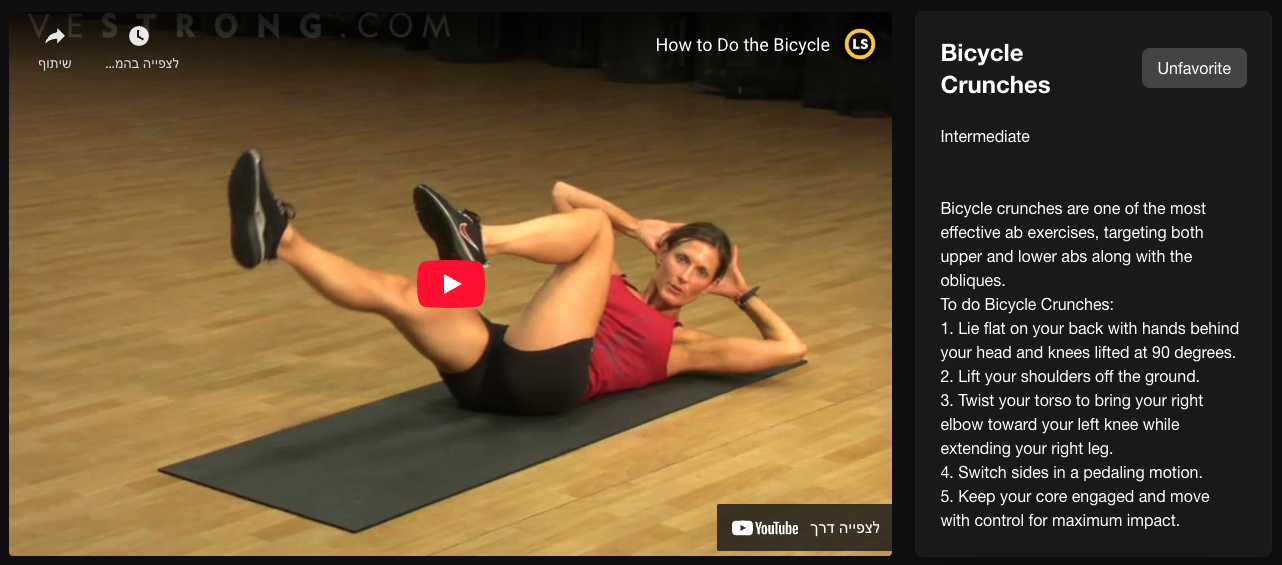 VESTRONG.COM
שיתוף
לצפייה בהמ...
How to Do the Bicycle
LS
לצפייה דרך YouTube
Bicycle
Crunches
Unfavorite
Intermediate
Bicycle crunches are one of the most
effective ab exercises, targeting both
upper and lower abs along with the
obliques.
To do Bicycle Crunches:
1. Lie flat on your back with hands behind
your head and knees lifted at 90 degrees.
2. Lift your shoulders off the ground.
3. Twist your torso to bring your right
elbow toward your left knee while
extending your right leg.
4. Switch sides in a pedaling motion.
5. Keep your core engaged and move
with control for maximum impact.